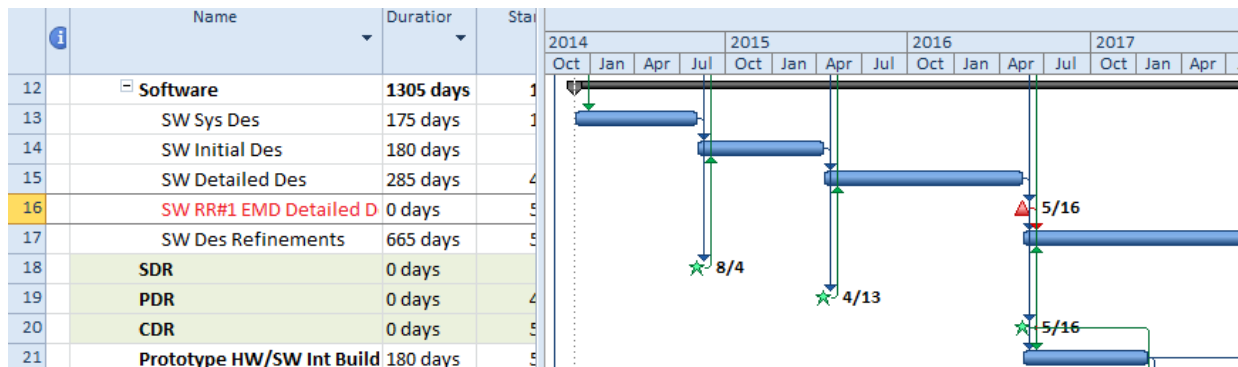 Name Duration Star
2014 2015 2016 2017
Oct Jan Apr Jul Oct Jan Apr Jul Oct Jan Apr Jul Oct Jan Apr
12 Software 1305 days 1
13 SW Sys Des 175 days 1
14 SW Initial Des 180 days
15 SW Detailed Des 285 days 4
16 SW RR#1 EMD Detailed D 0 days 5 5/16
17 SW Des Refinements 665 days 5
18 SDR 0 days 8/4
19 PDR 0 days 4 4/13
20 CDR 0 days 5 5/16
21 Prototype HW/SW Int Build 180 days 5